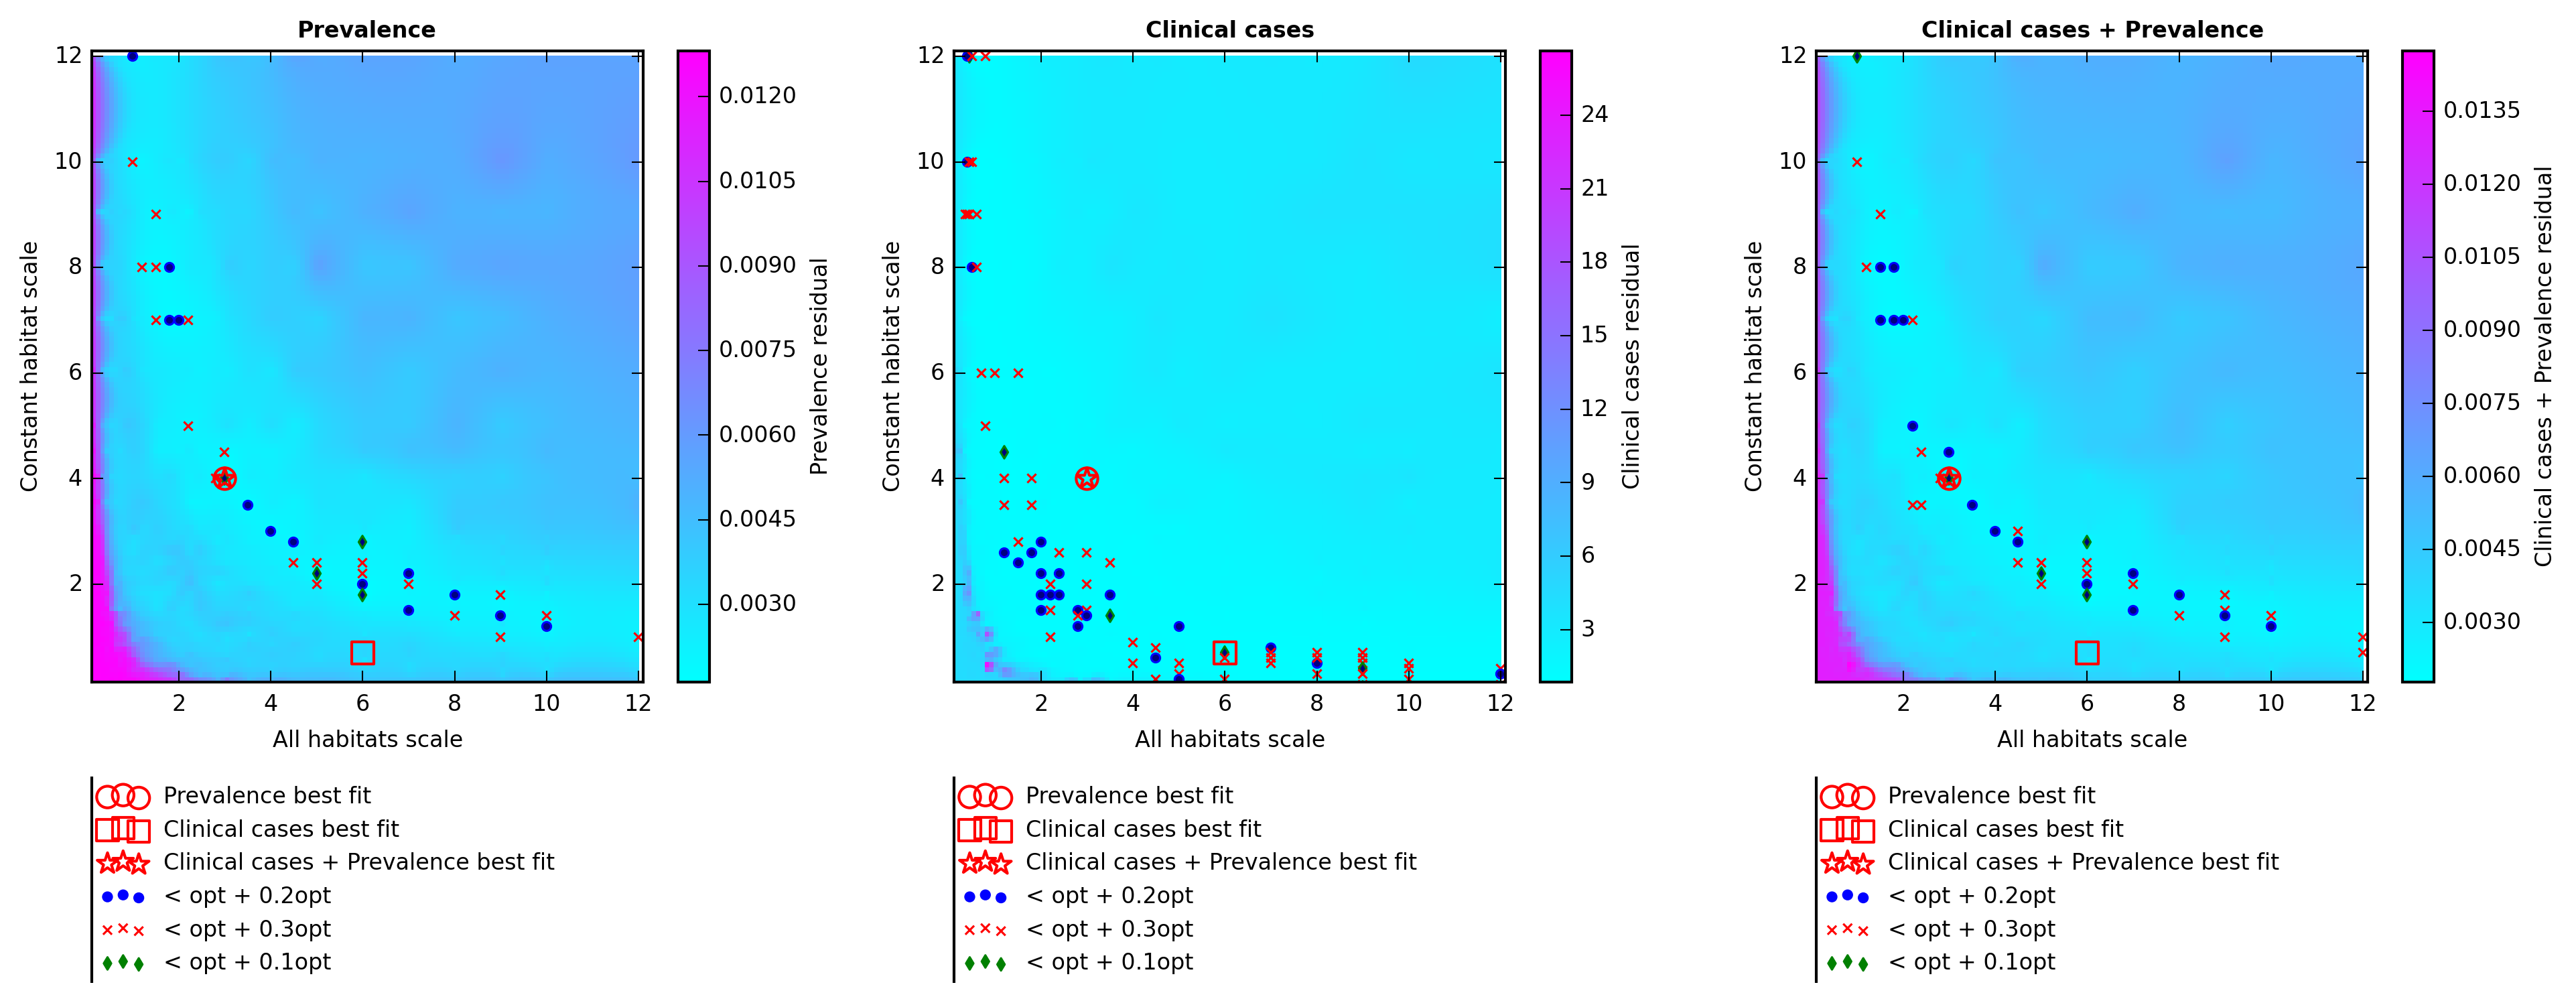 Prevalence
12
10
8
6
4
2
2 4 6 8 10 12
Constant habitat scale
All habitats scale
0.0120
0.0105
0.0090
0.0075
0.0060
0.0045
0.0030
Prevalence residual
Prevalence best fit
Clinical cases best fit
Clinical cases + Prevalence best fit
< opt + 0.2opt
< opt + 0.3opt
< opt + 0.1opt
Clinical cases
12
10
8
6
4
2
2 4 6 8 10 12
Constant habitat scale
All habitats scale
24
21
18
15
12
9
6
3
Clinical cases residual
Prevalence best fit
Clinical cases best fit
Clinical cases + Prevalence best fit
< opt + 0.2opt
< opt + 0.3opt
< opt + 0.1opt
Clinical cases + Prevalence
12
10
8
6
4
2
2 4 6 8 10 12
Constant habitat scale
All habitats scale
0.0135
0.0120
0.0105
0.0090
0.0075
0.0060
0.0045
0.0030
Clinical cases + Prevalence residual
Prevalence best fit
Clinical cases best fit
Clinical cases + Prevalence best fit
< opt + 0.2opt
< opt + 0.3opt
< opt + 0.1opt